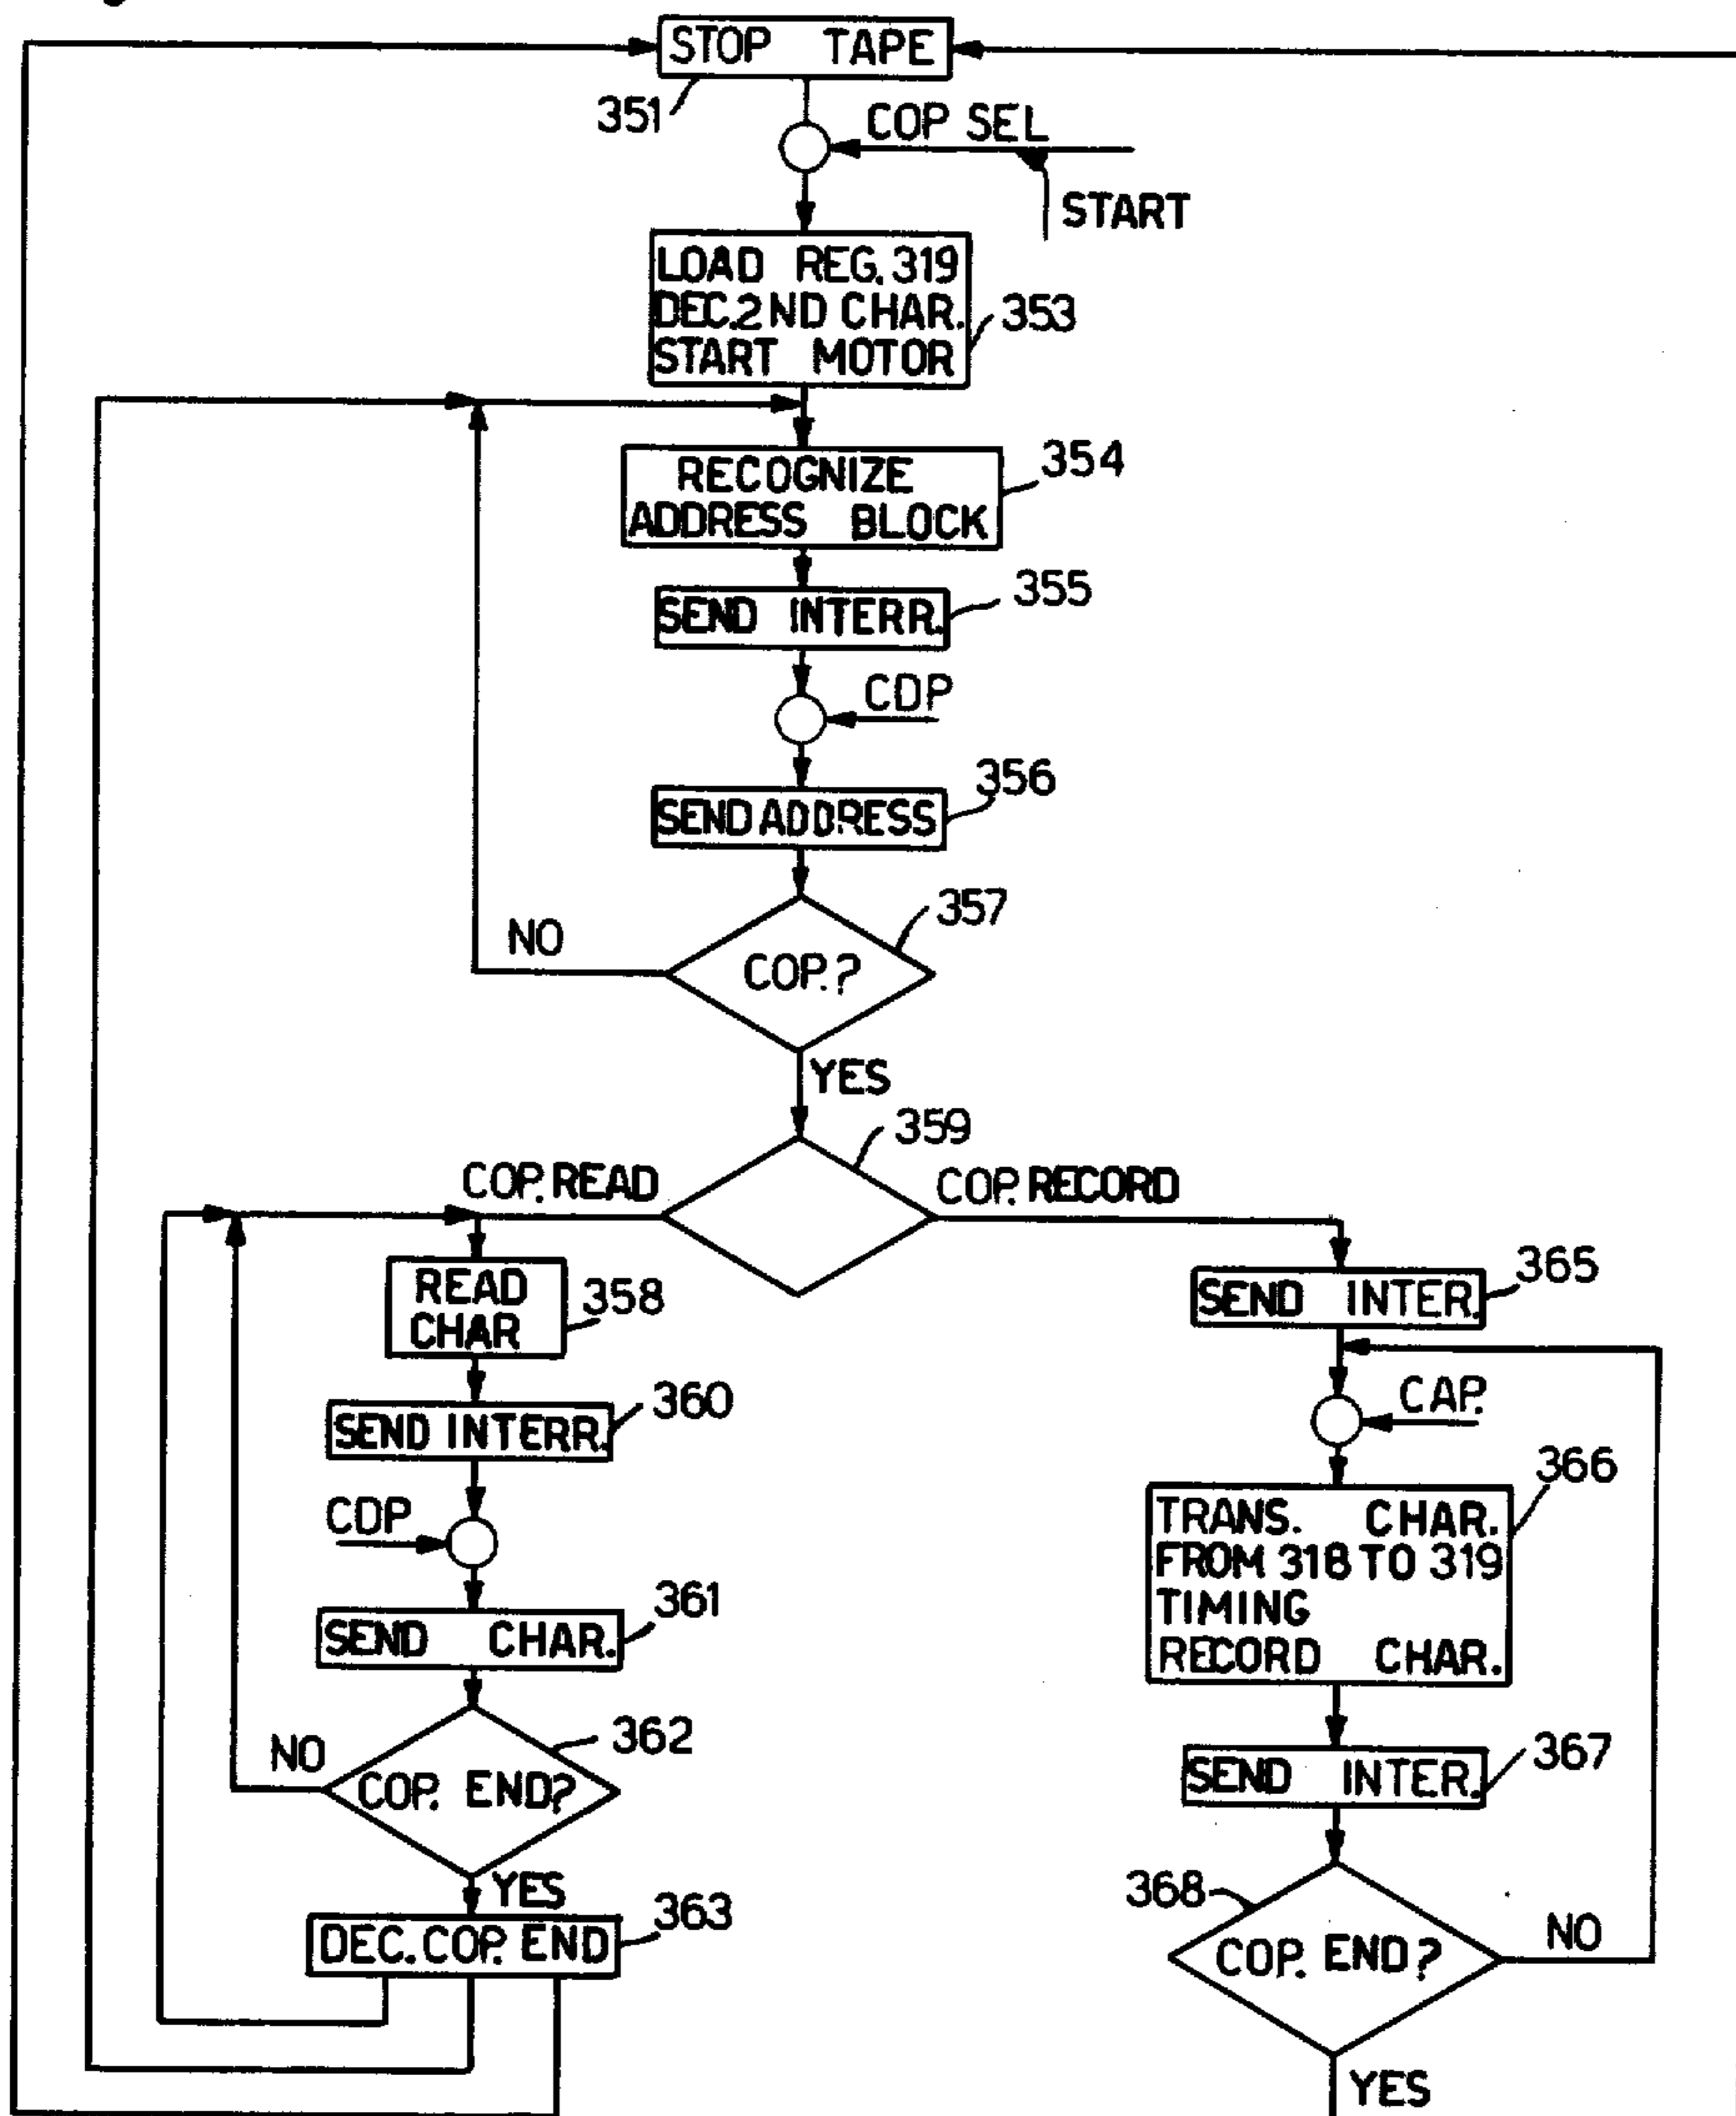 STOP TAPE
351
COP SEL
START
LOAD REG. 319
DEC. 2ND CHAR.
START MOTOR
353
RECOGNIZE
ADDRESS BLOCK
354
SEND INTERR.
355
CDP
SEND ADDRESS
356
357
NO
COP.?
YES
359
COP. READ
COP. RECORD
READ
CHAR
358
SEND INTER.
365
SEND INTERR.
360
CAP.
CDP
TRANS. CHAR.
FROM 318 TO 319
TIMING
RECORD CHAR.
366
SEND CHAR.
361
362
NO
COP. END?
YES
SEND INTER.
367
DEC. COP. END
363
368
COP. END?
NO
YES